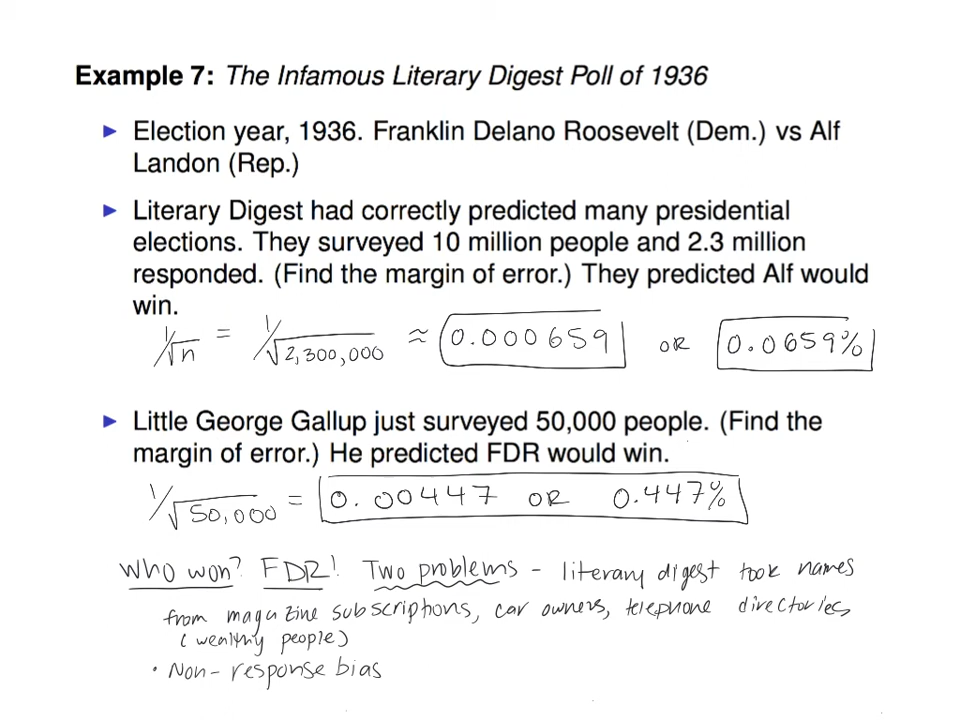 Example 7: The Infamous Literary Digest Poll of 1936
► Election year, 1936. Franklin Delano Roosevelt (Dem.) vs Alf
Landon (Rep.)
► Literary Digest had correctly predicted many presidential
elections. They surveyed 10 million people and 2.3 million
responded. (Find the margin of error.) They predicted Alf would
win.
1/√n = 1/√2,300,000 ≈ 0.000659 OR 0.0659%
► Little George Gallup just surveyed 50,000 people. (Find the
margin of error.) He predicted FDR would win.
1/√50,000 = 0.00447 OR 0.447%
Who won? FDR! Two problems - literary digest took names
from magazine subscriptions, car owners, telephone directories
(wealthy people)
• Non-response bias